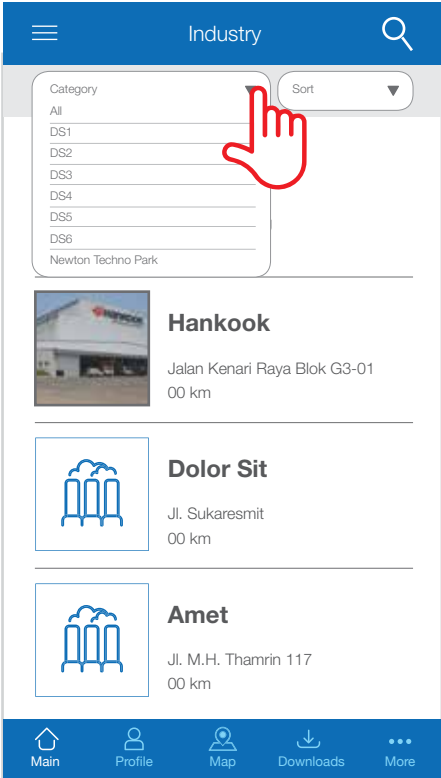 Industry
Category
Sort
All
DS1
DS2
DS3
DS4
DS5
DS6
Newton Techno Park
Hankook
Jalan Kenari Raya Blok G3-01
00 km
Dolor Sit
Jl. Sukaresmit
00 km
Amet
Jl. M.H. Thamrin 117
00 km
Main
Profile
Map
Downloads
More